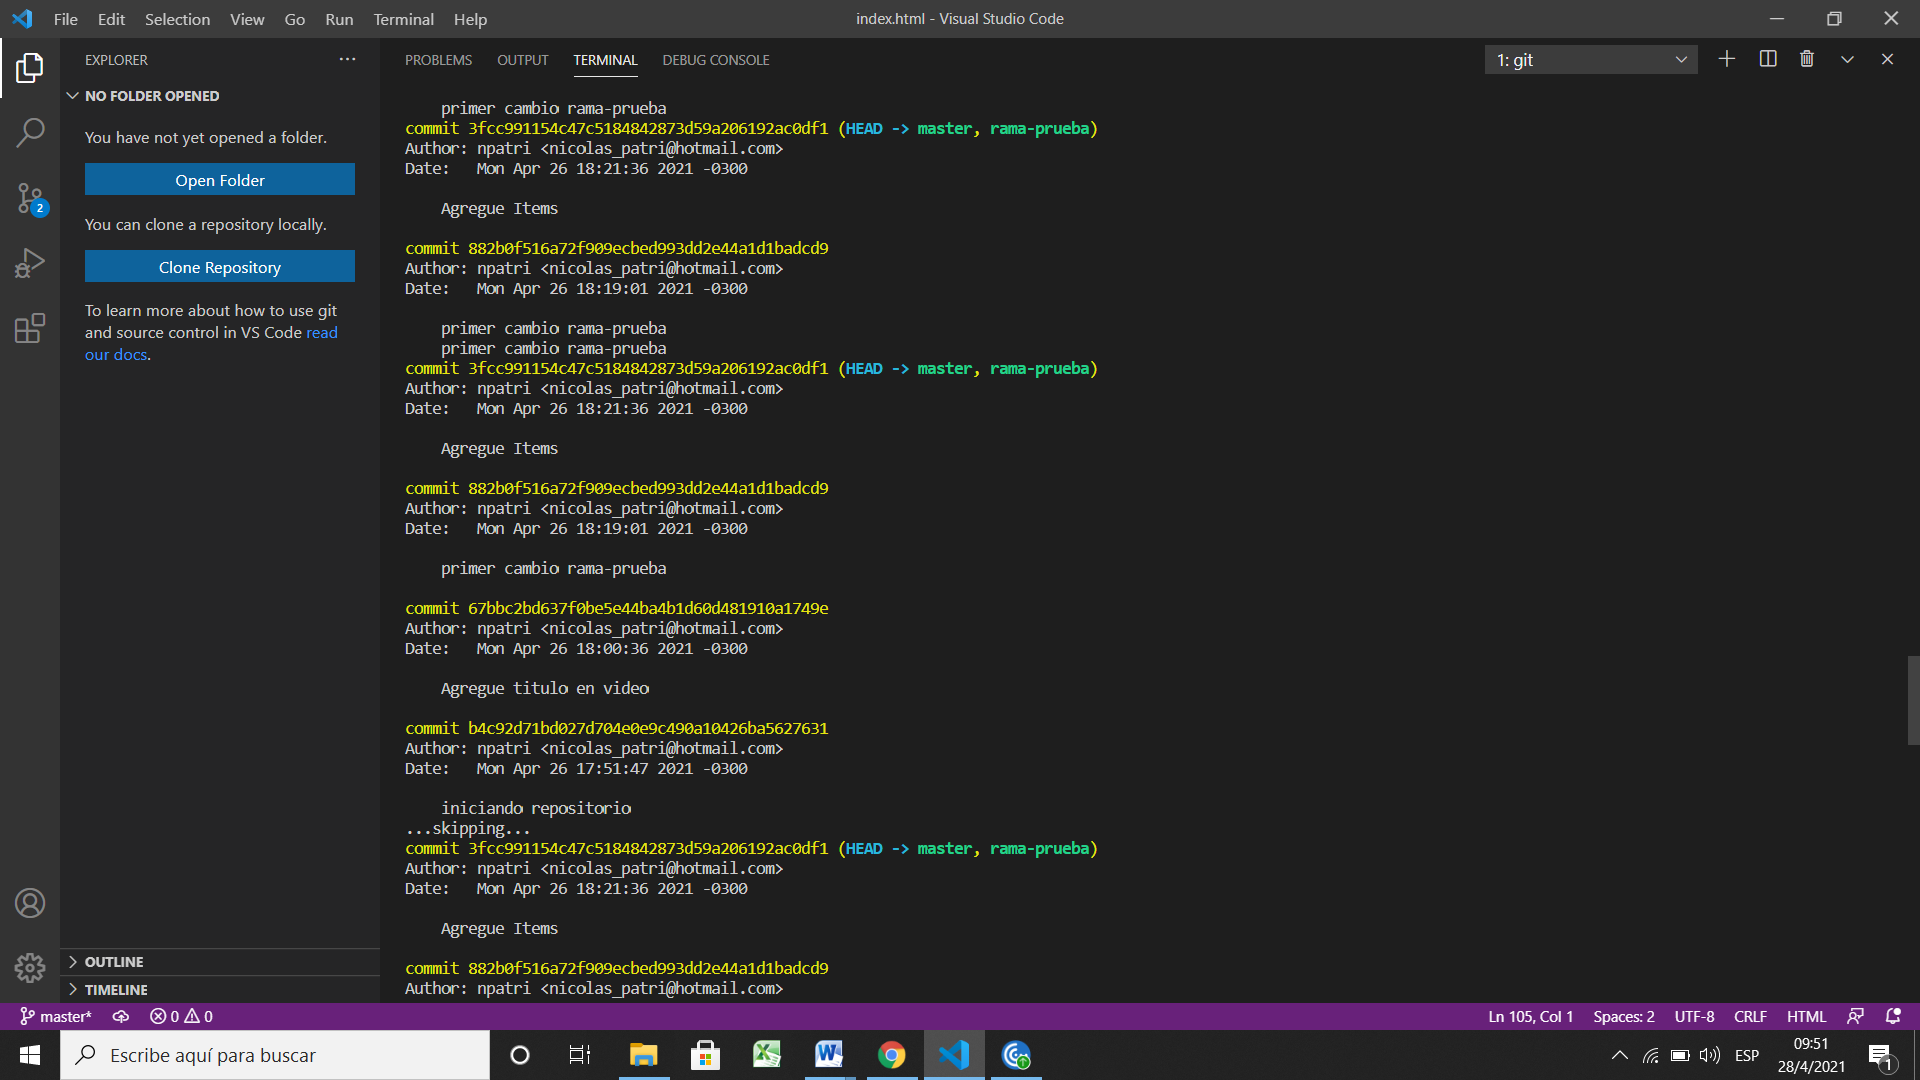 File Edit Selection View Go Run Terminal Help
index.html - Visual Studio Code
EXPLORER
NO FOLDER OPENED
You have not yet opened a folder.
Open Folder
You can clone a repository locally.
Clone Repository
To learn more about how to use git
and source control in VS Code read
our docs.
2
OUTLINE
TIMELINE
PROBLEMS OUTPUT TERMINAL DEBUG CONSOLE
1: git
primer cambio rama-prueba
commit 3fcc991154c47c5184842873d59a206192ac0df1 (HEAD -> master, rama-prueba)
Author: npatri <nicolas_patri@hotmail.com>
Date: Mon Apr 26 18:21:36 2021 -0300
Agregue Items
commit 882b0f516a72f909ecbed993dd2e44a1d1badcd9
Author: npatri <nicolas_patri@hotmail.com>
Date: Mon Apr 26 18:19:01 2021 -0300
primer cambio rama-prueba
primer cambio rama-prueba
commit 3fcc991154c47c5184842873d59a206192ac0df1 (HEAD -> master, rama-prueba)
Author: npatri <nicolas_patri@hotmail.com>
Date: Mon Apr 26 18:21:36 2021 -0300
Agregue Items
commit 882b0f516a72f909ecbed993dd2e44a1d1badcd9
Author: npatri <nicolas_patri@hotmail.com>
Date: Mon Apr 26 18:19:01 2021 -0300
primer cambio rama-prueba
commit 67bbc2bd637f0be5e44ba4b1d60d481910a1749e
Author: npatri <nicolas_patri@hotmail.com>
Date: Mon Apr 26 18:00:36 2021 -0300
Agregue titulo en video
commit b4c92d71bd027d704e0e9c490a10426ba5627631
Author: npatri <nicolas_patri@hotmail.com>
Date: Mon Apr 26 17:51:47 2021 -0300
iniciando repositorio
...skipping...
commit 3fcc991154c47c5184842873d59a206192ac0df1 (HEAD -> master, rama-prueba)
Author: npatri <nicolas_patri@hotmail.com>
Date: Mon Apr 26 18:21:36 2021 -0300
Agregue Items
commit 882b0f516a72f909ecbed993dd2e44a1d1badcd9
Author: npatri <nicolas_patri@hotmail.com>
master* 0 0
Ln 105, Col 1 Spaces: 2 UTF-8 CRLF HTML
Escribe aquí para buscar
ESP
09:51
28/4/2021
1